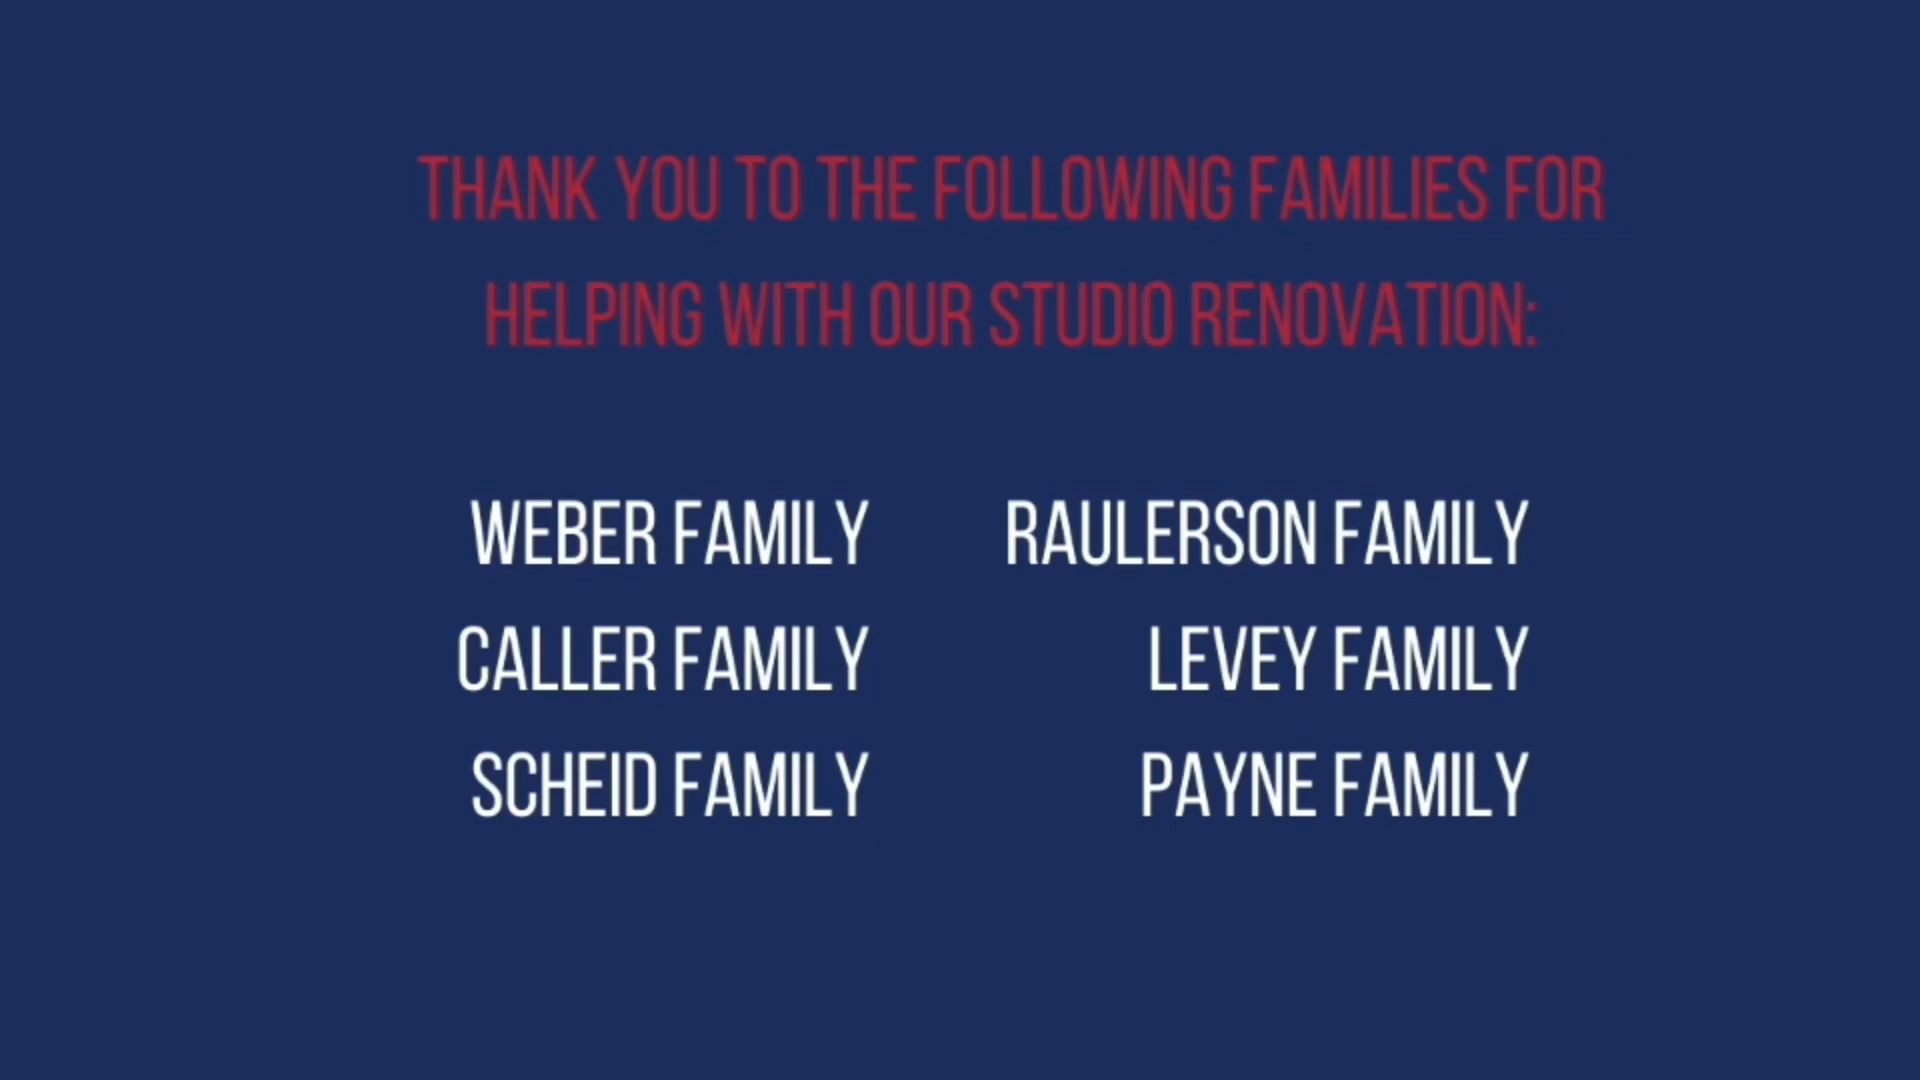 THANK YOU TO THE FOLLOWING FAMILIES FOR
HELPING WITH OUR STUDIO RENOVATION:
WEBER FAMILY
CALLER FAMILY
SCHEID FAMILY
RAULERSON FAMILY
LEVEY FAMILY
PAYNE FAMILY